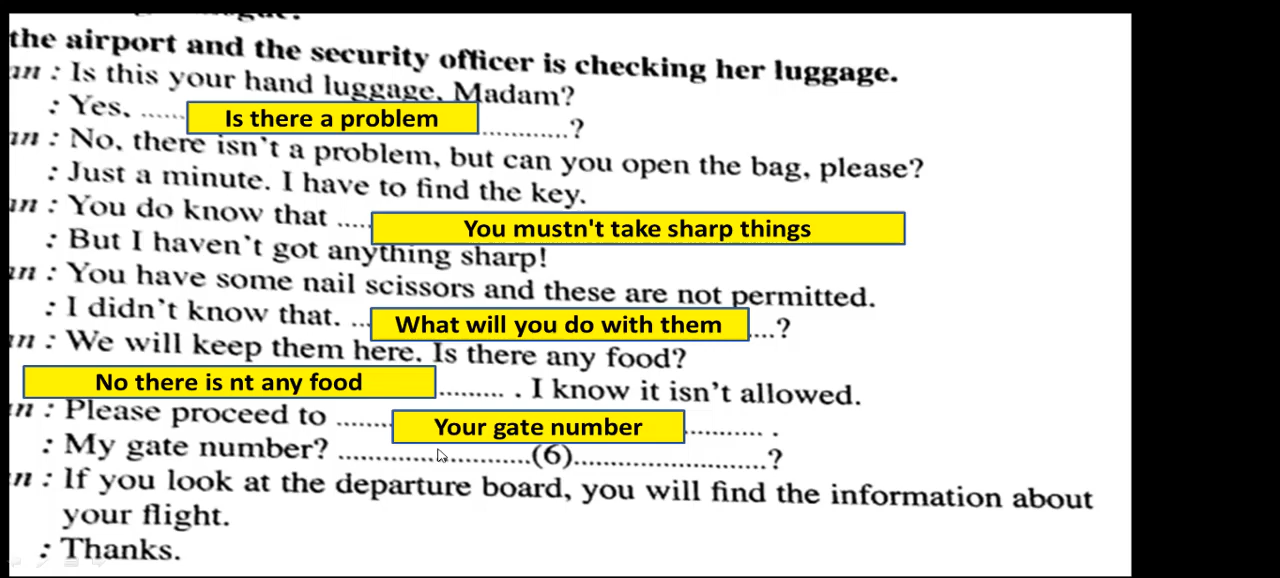 the airport and the security officer is checking her luggage.
an : Is this your hand luggage, Madam?
: Yes, ...... Is there a problem ............?
an : No, there isn't a problem, but can you open the bag, please?
: Just a minute. I have to find the key.
an : You do know that ..... You mustn't take sharp things
: But I haven't got anything sharp!
an : You have some nail scissors and these are not permitted.
: I didn't know that. ... What will you do with them ....?
an : We will keep them here. Is there any food?
No there is nt any food ......... . I know it isn't allowed.
an : Please proceed to ....... Your gate number ........... .
: My gate number? .....................(6).....................?
n : If you look at the departure board, you will find the information about
your flight.
: Thanks.